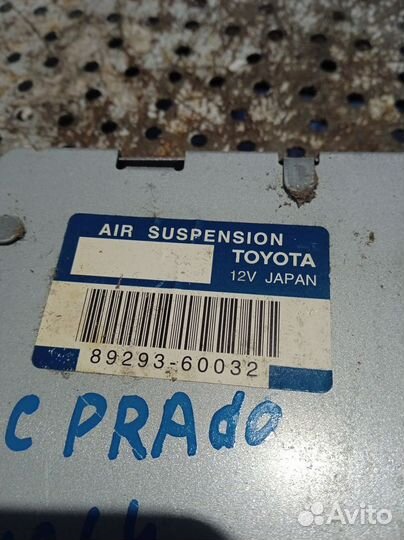 AIR SUSPENSION
TOYOTA
12V JAPAN
89293-60032
C PRAdO
Avito